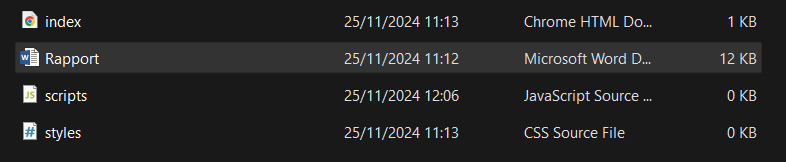 index 25/11/2024 11:13 Chrome HTML Do... 1 KB
Rapport 25/11/2024 11:12 Microsoft Word D... 12 KB
JS scripts 25/11/2024 12:06 JavaScript Source ... 0 KB
# styles 25/11/2024 11:13 CSS Source File 0 KB